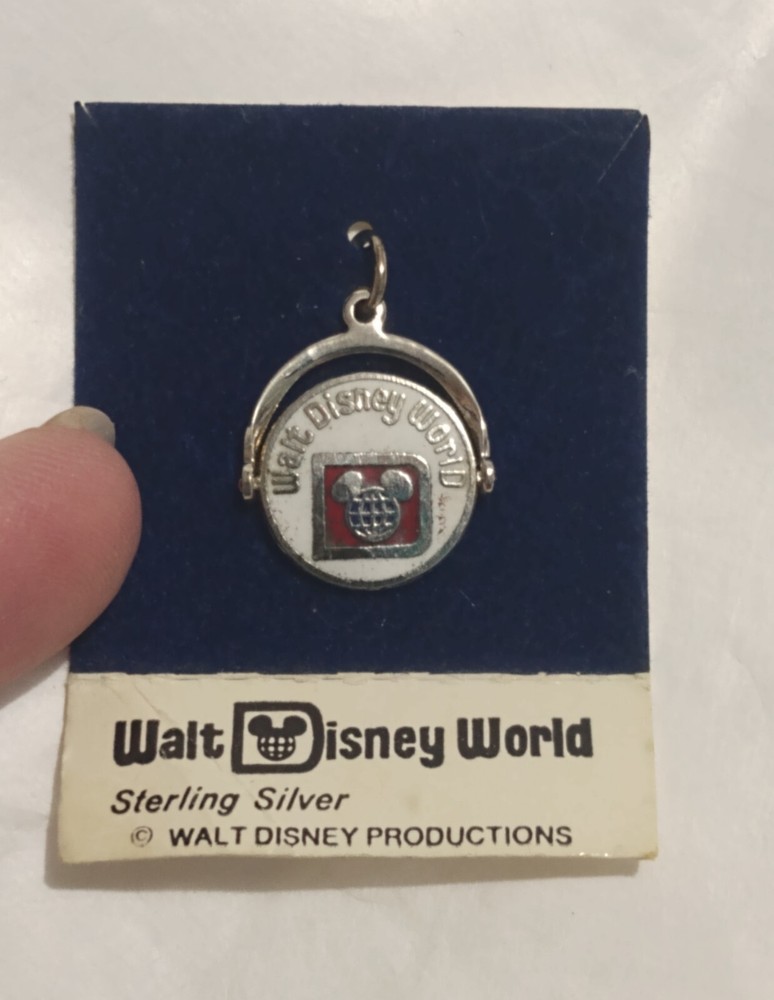 Walt Disney World
Walt Disney World
Sterling Silver
© WALT DISNEY PRODUCTIONS